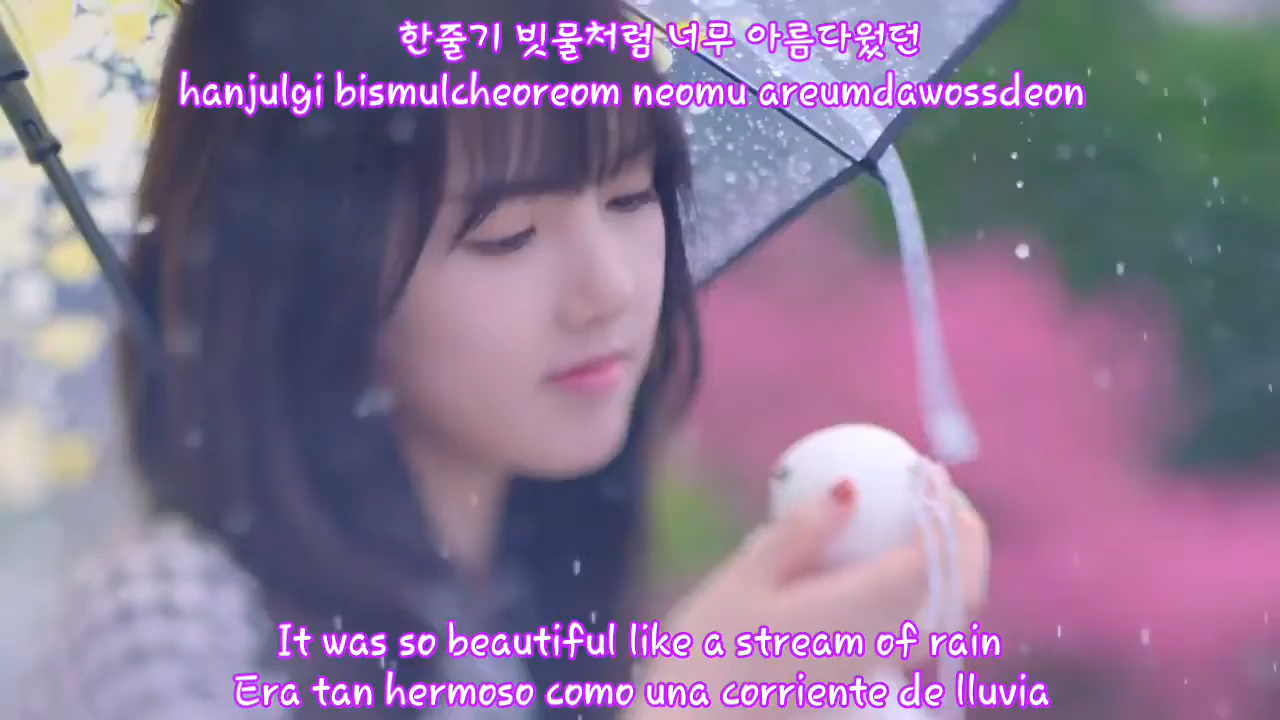 한줄기 빗물처럼 너무 아름다웠던
hanjulgi bismulcheoreom neomu areumdawossdeon
It was so beautiful like a stream of rain
Era tan hermoso como una corriente de lluvia